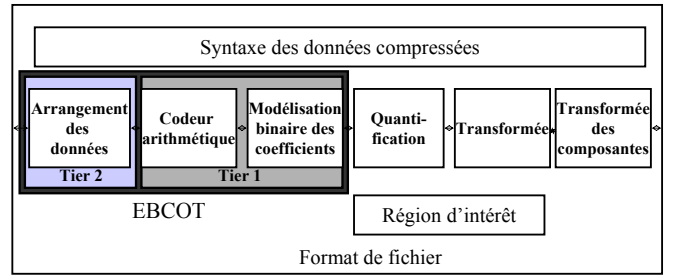 Syntaxe des données compressées
Arrangement
des
données
Codeur
arithmétique
Modélisation
binaire des
coefficients
Quanti-
fication
Transformée
Transformée
des
composantes
Tier 2
Tier 1
EBCOT
Région d’intérêt
Format de fichier